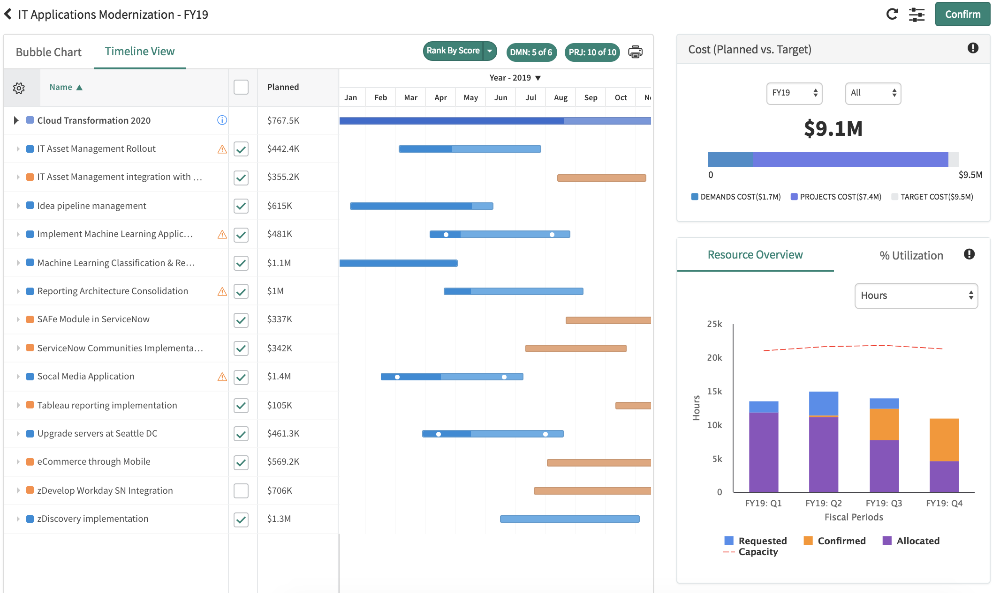 IT Applications Modernization - FY19
Confirm
Bubble Chart
Timeline View
Rank By Score
DMN: 5 of 6
PRJ: 10 of 10
Name ▲
Planned
Year - 2019 ▼
Jan Feb Mar Apr May Jun Jul Aug Sep Oct
Cloud Transformation 2020 $767.5K
IT Asset Management Rollout $442.4K
IT Asset Management integration with ... $355.2K
Idea pipeline management $615K
Implement Machine Learning Applic... $481K
Machine Learning Classification & Re... $1.1M
Reporting Architecture Consolidation $1M
SAFe Module in ServiceNow $337K
ServiceNow Communities Implementa... $342K
Socal Media Application $1.4M
Tableau reporting implementation $105K
Upgrade servers at Seattle DC $461.3K
eCommerce through Mobile $569.2K
zDevelop Workday SN Integration $706K
zDiscovery implementation $1.3M
Cost (Planned vs. Target)
FY19
All
$9.1M
0
$9.5M
DEMANDS COST($1.7M) PROJECTS COST($7.4M) TARGET COST($9.5M)
Resource Overview
% Utilization
Hours
25k
20k
15k
10k
5k
0
Hours
FY19: Q1 FY19: Q2 FY19: Q3 FY19: Q4
Fiscal Periods
Requested Confirmed Allocated
Capacity